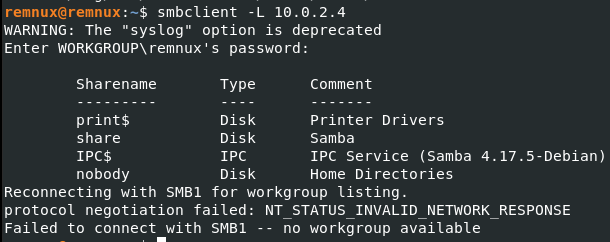 remnux@remnux:~$ smbclient -L 10.0.2.4
WARNING: The "syslog" option is deprecated
Enter WORKGROUP\remnux's password:
Sharename Type Comment
--------- ---- -------
print$ Disk Printer Drivers
share Disk Samba
IPC$ IPC IPC Service (Samba 4.17.5-Debian)
nobody Disk Home Directories
Reconnecting with SMB1 for workgroup listing.
protocol negotiation failed: NT_STATUS_INVALID_NETWORK_RESPONSE
Failed to connect with SMB1 -- no workgroup available